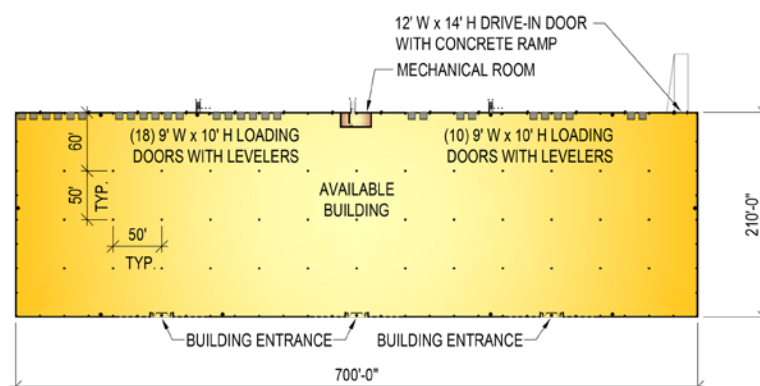 12' W x 14' H DRIVE-IN DOOR
WITH CONCRETE RAMP
MECHANICAL ROOM
(18) 9' W x 10' H LOADING
DOORS WITH LEVELERS
(10) 9' W x 10' H LOADING
DOORS WITH LEVELERS
60'
50'
TYP.
AVAILABLE
BUILDING
50'
TYP.
210'-0"
BUILDING ENTRANCE
BUILDING ENTRANCE
700'-0"